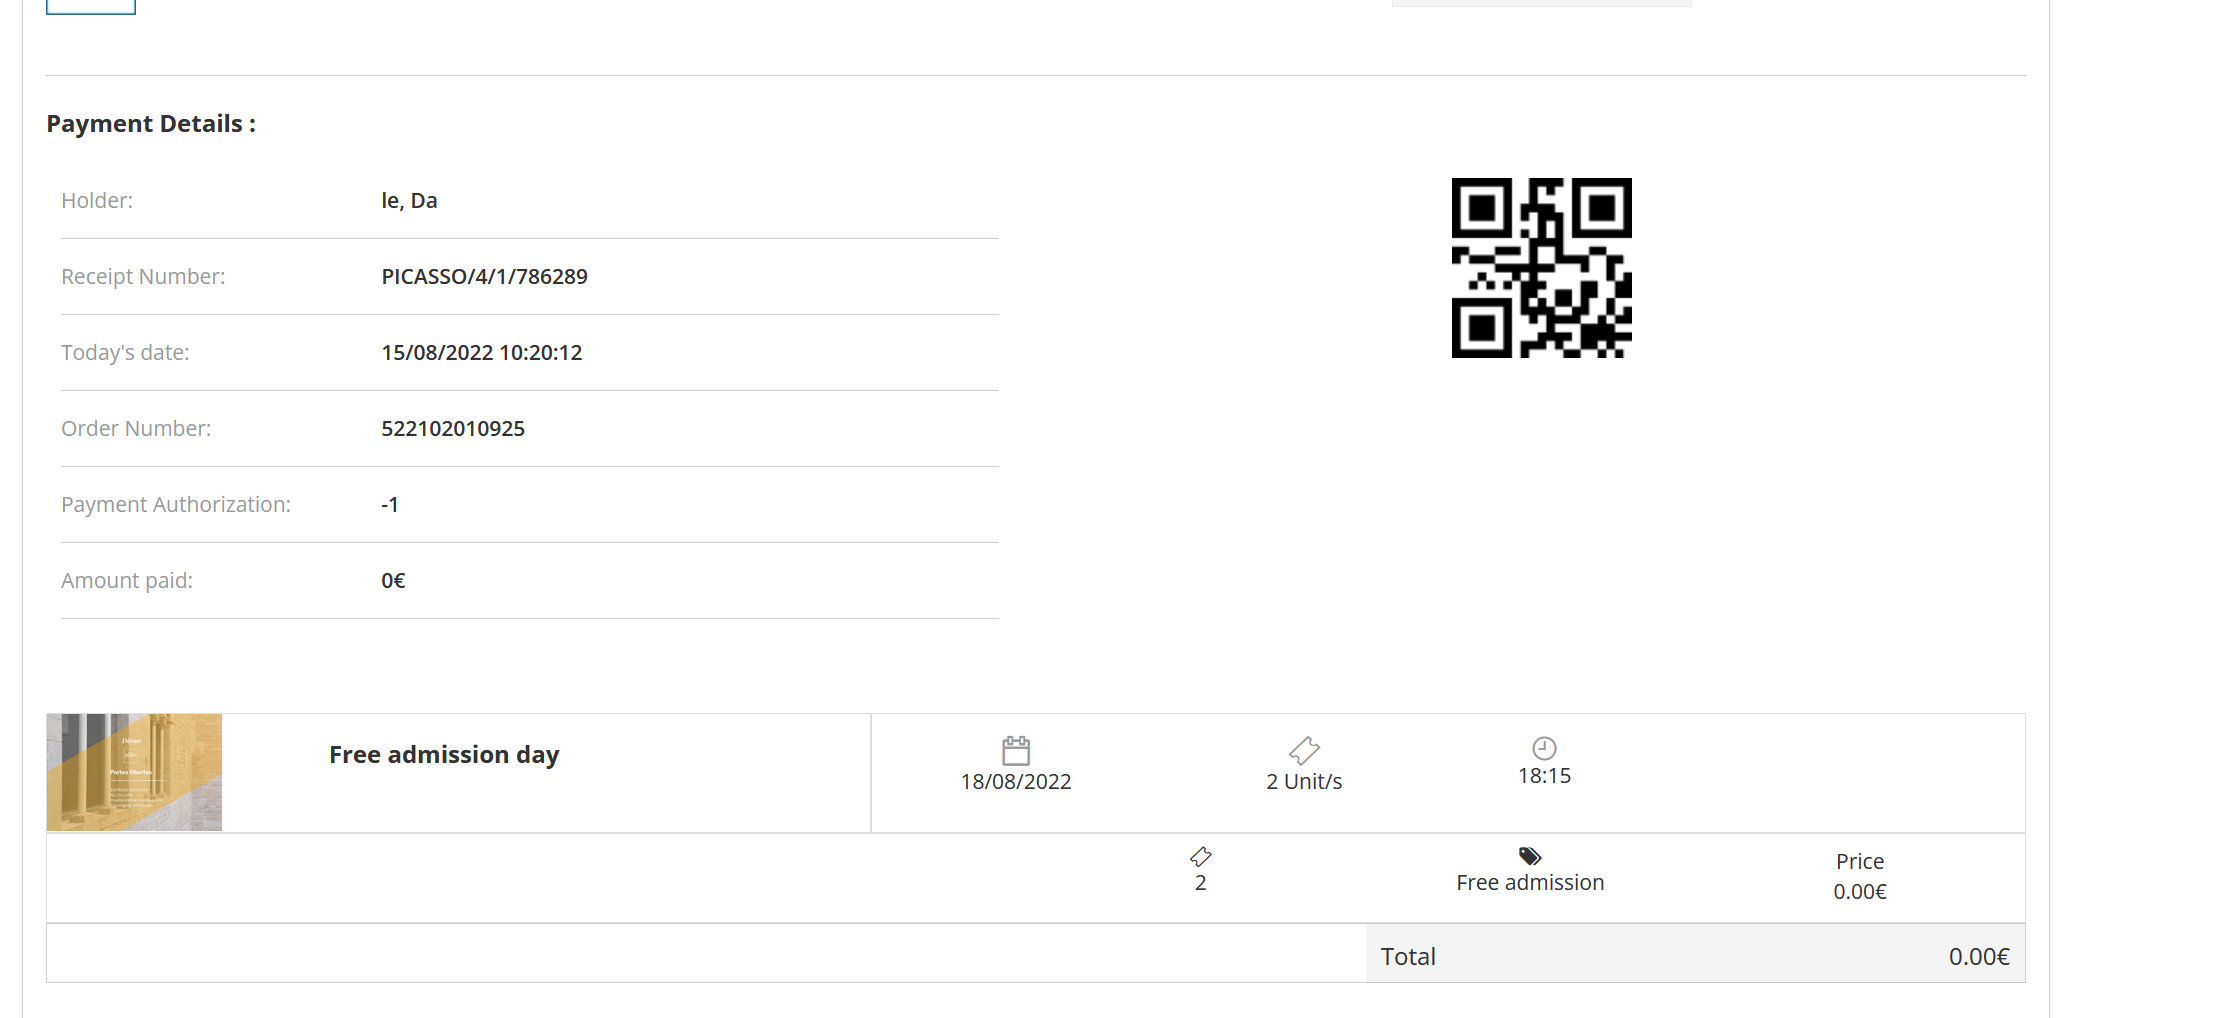 Payment Details :
Holder: le, Da
Receipt Number: PICASSO/4/1/786289
Today's date: 15/08/2022 10:20:12
Order Number: 522102010925
Payment Authorization: -1
Amount paid: 0€
Portes Obertes
Free admission day
18/08/2022
2 Unit/s
18:15
2
Free admission
Price
0.00€
Total 0.00€